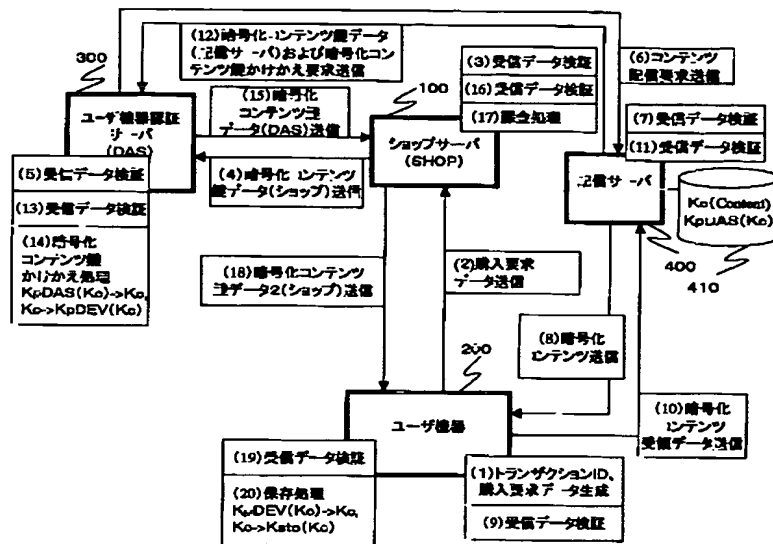 (12)暗号化コンテンツ鍵データ
(配信サーバ)および暗号化コン
テンツ鍵かけかえ要求送信
300
(3)受信データ検証
(16)受信データ検証
(17)課金処理
(6)コンテンツ
配信要求送信
100
(15)暗号化
コンテンツ鍵
データ(DAS)送信
ユーザ機器認証
サーバ
(DAS)
ショップサーバ
(SHOP)
(7)受信データ検証
(11)受信データ検証
(5)受信データ検証
(13)受信データ検証
(14)暗号化
コンテンツ鍵
かけかえ処理
KpDAS(Kc)->Kc,
Kc->KpDEV(Kc)
(4)暗号化コンテンツ
鍵データ(ショップ)送信
配信サーバ
Kc(Content)
KpDAS(Kc)
400
410
(18)暗号化コンテンツ
鍵データ2(ショップ)送信
(2)購入要求
データ送信
(8)暗号化
コンテンツ送信
200
ユーザ機器
(10)暗号化
コンテンツ
受領データ送信
(19)受信データ検証
(20)保存処理
KpDEV(Kc)->Kc,
Kc->Ksto(Kc)
(1)トランザクションID、
購入要求データ生成
(9)受信データ検証